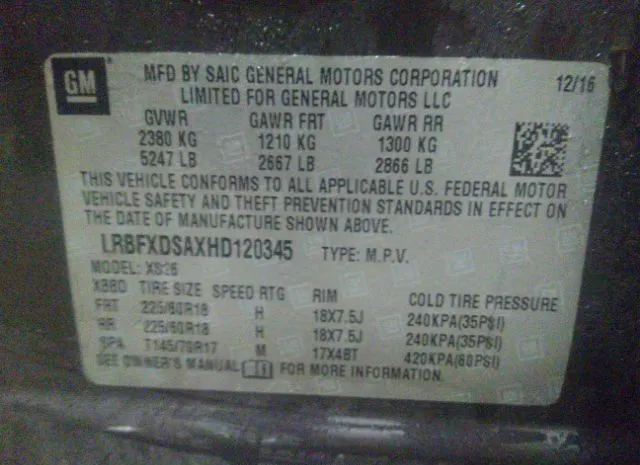 GM
MFD BY SAIC GENERAL MOTORS CORPORATION 12/16
LIMITED FOR GENERAL MOTORS LLC
GVWR GAWR FRT GAWR RR
2380 KG 1210 KG 1300 KG
5247 LB 2667 LB 2866 LB
THIS VEHICLE CONFORMS TO ALL APPLICABLE U.S. FEDERAL MOTOR
VEHICLE SAFETY AND THEFT PREVENTION STANDARDS IN EFFECT ON
THE DATE OF MANUFACTURE SHOWN ABOVE.
LRBFXDSAXHD120345 TYPE: M.P.V.
MODEL: XS26
TIRE SIZE SPEED RTG RIM COLD TIRE PRESSURE
FRT 225/60R18 H 18X7.5J 240KPA(35PSI)
RR 225/60R18 H 18X7.5J 240KPA(35PSI)
SPA T145/70R17 M 17X4BT 420KPA(60PSI)
SEE OWNER'S MANUAL FOR MORE INFORMATION